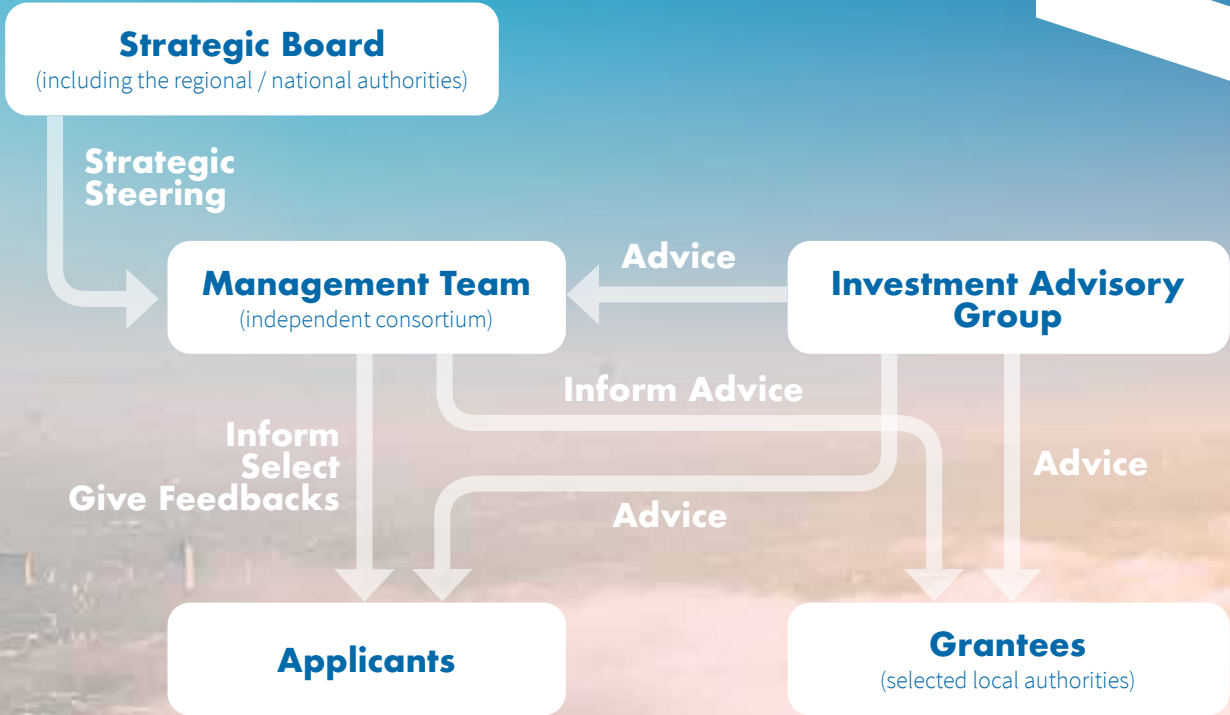 Strategic Board
(including the regional / national authorities)
Strategic
Steering
Management Team
(independent consortium)
Advice
Investment Advisory
Group
Inform Advice
Inform
Select
Give Feedbacks
Advice
Advice
Applicants
Grantees
(selected local authorities)